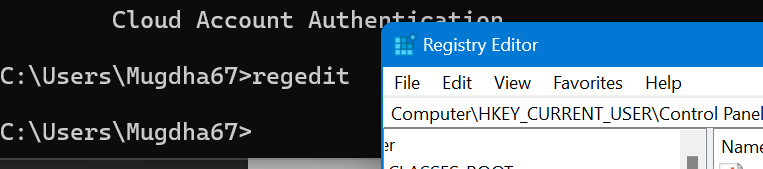 Cloud Account Authentication
C:\Users\Mugdha67>regedit
C:\Users\Mugdha67>
Registry Editor
File Edit View Favorites Help
Computer\HKEY_CURRENT_USER\Control Panel
er
Name